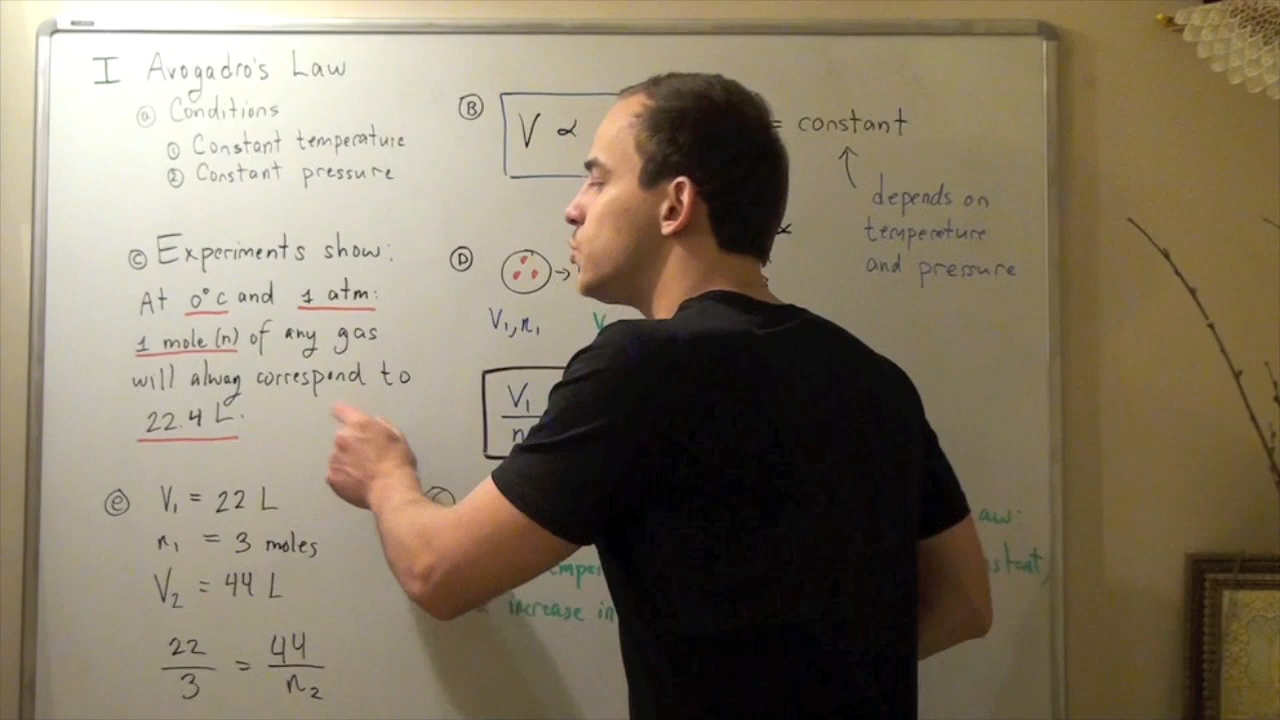 I Avogadro's Law
ⓐ Conditions
① Constant temperature
② Constant pressure
Ⓑ V ∝
= constant
depends on
temperature
and pressure
ⓒ Experiments show:
At 0°C and 1 atm:
1 mole (n) of any gas
will alway correspond to
22.4 L.
Ⓓ
V₁, n₁
V₁
n
ⓔ V₁ = 22 L
n₁ = 3 moles
V₂ = 44 L
22/3 = 44/n₂
increase in